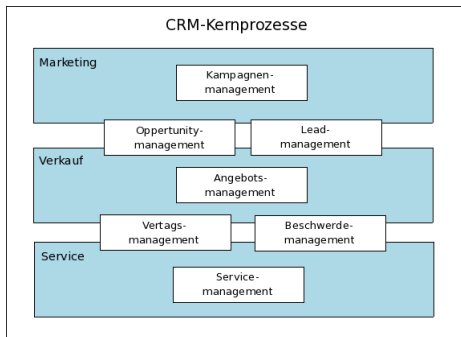 CRM-Kernprozesse
Marketing
Kampagnen-
management
Oppertunity-
management
Lead-
management
Verkauf
Angebots-
management
Vertags-
management
Beschwerde-
management
Service
Service-
management